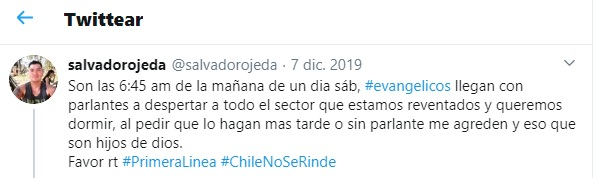 Twittear
salvadorojeda @salvadorojeda · 7 dic. 2019
Son las 6:45 am de la mañana de un dia sáb, #evangelicos llegan con
parlantes a despertar a todo el sector que estamos reventados y queremos
dormir, al pedir que lo hagan mas tarde o sin parlante me agreden y eso que
son hijos de dios.
Favor rt #PrimeraLinea #ChileNoSeRinde